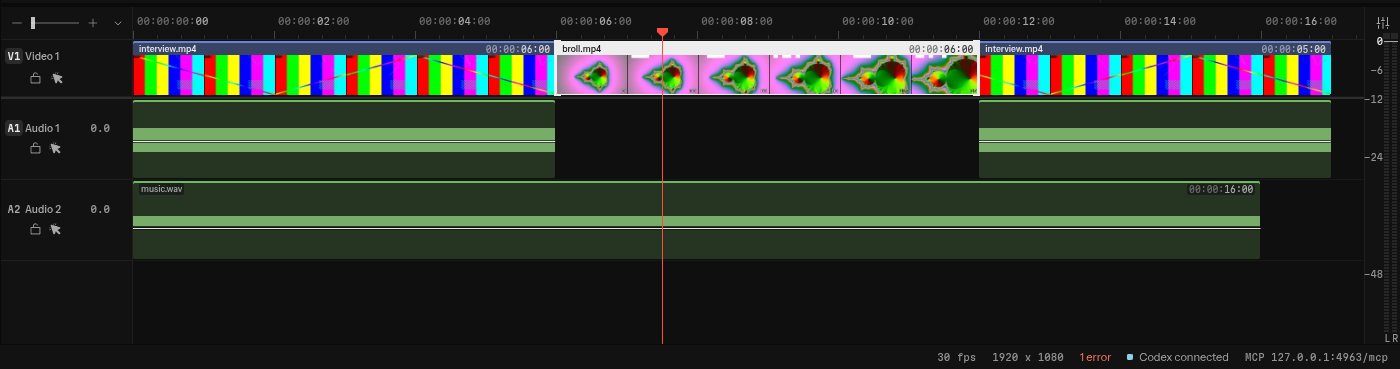 00:00:00:00 00:00:02:00 00:00:04:00 00:00:06:00 00:00:08:00 00:00:10:00 00:00:12:00 00:00:14:00 00:00:16:00
V1 Video 1
interview.mp4 00:00:06:00 broll.mp4 00:00:06:00 interview.mp4 00:00:05:00
A1 Audio 1 0.0
A2 Audio 2 0.0
music.wav 00:00:16:00
0
-6
-12
-24
-48
L R
30 fps 1920 x 1080 1 error Codex connected MCP 127.0.0.1:4963/mcp